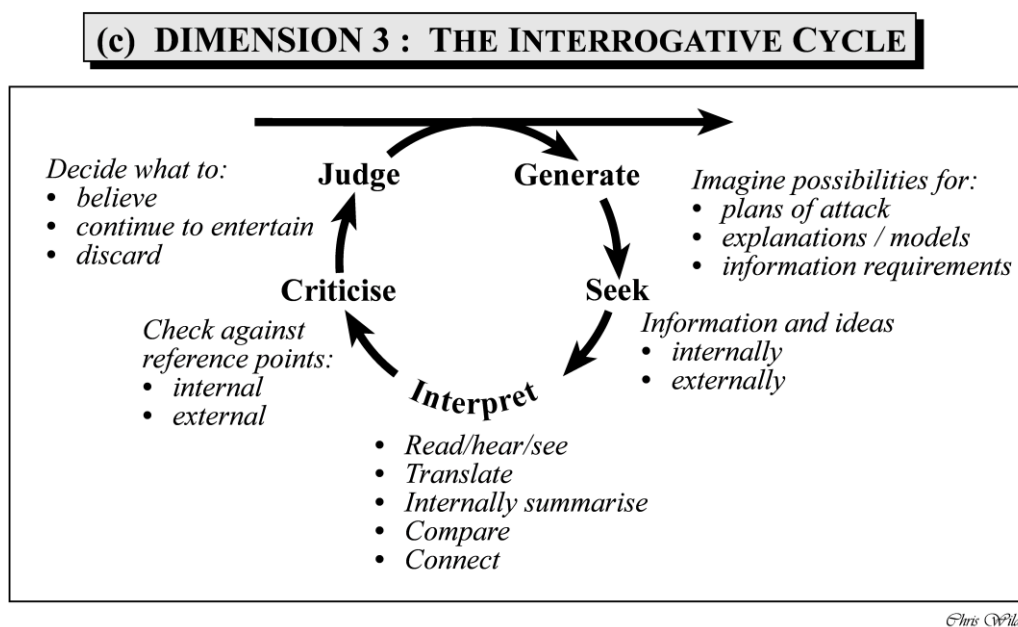 (c) DIMENSION 3 : THE INTERROGATIVE CYCLE
Decide what to:
• believe
• continue to entertain
• discard
Judge
Generate
Imagine possibilities for:
• plans of attack
• explanations / models
• information requirements
Criticise
Seek
Check against
reference points:
• internal
• external
Information and ideas
• internally
• externally
Interpret
• Read/hear/see
• Translate
• Internally summarise
• Compare
• Connect
Chris Wild